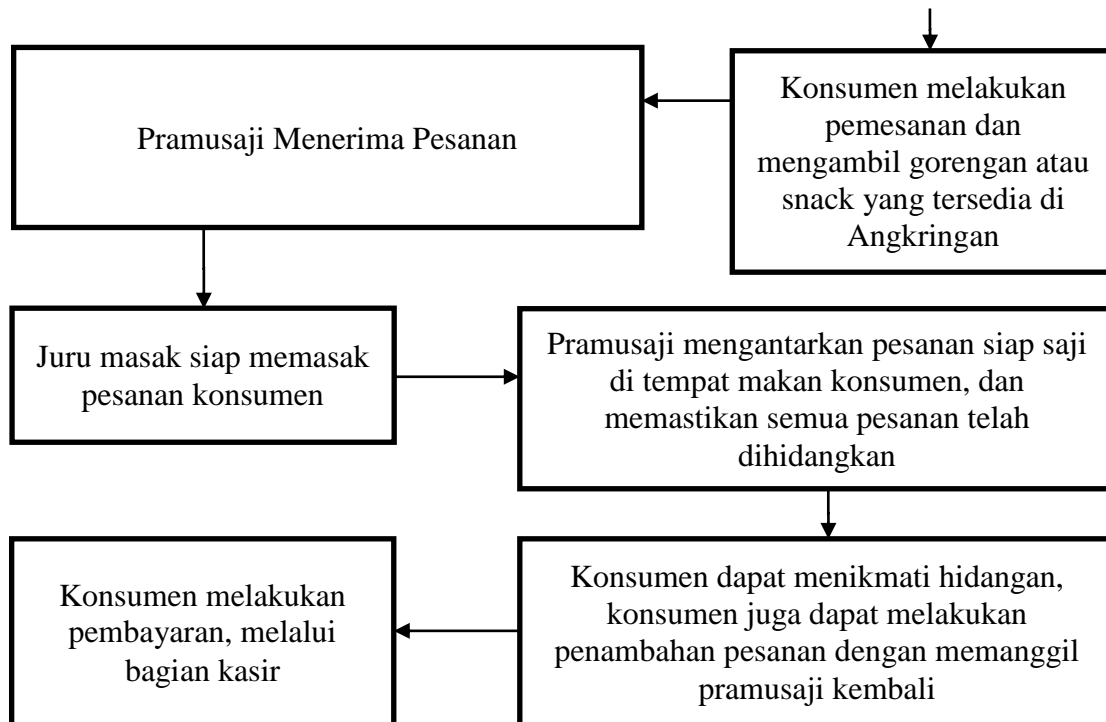 Konsumen melakukan
pemesanan dan
mengambil gorengan atau
snack yang tersedia di
Angkringan
Pramusaji Menerima Pesanan
Juru masak siap memasak
pesanan konsumen
Pramusaji mengantarkan pesanan siap saji
di tempat makan konsumen, dan
memastikan semua pesanan telah
dihidangkan
Konsumen dapat menikmati hidangan,
konsumen juga dapat melakukan
penambahan pesanan dengan memanggil
pramusaji kembali
Konsumen melakukan
pembayaran, melalui
bagian kasir